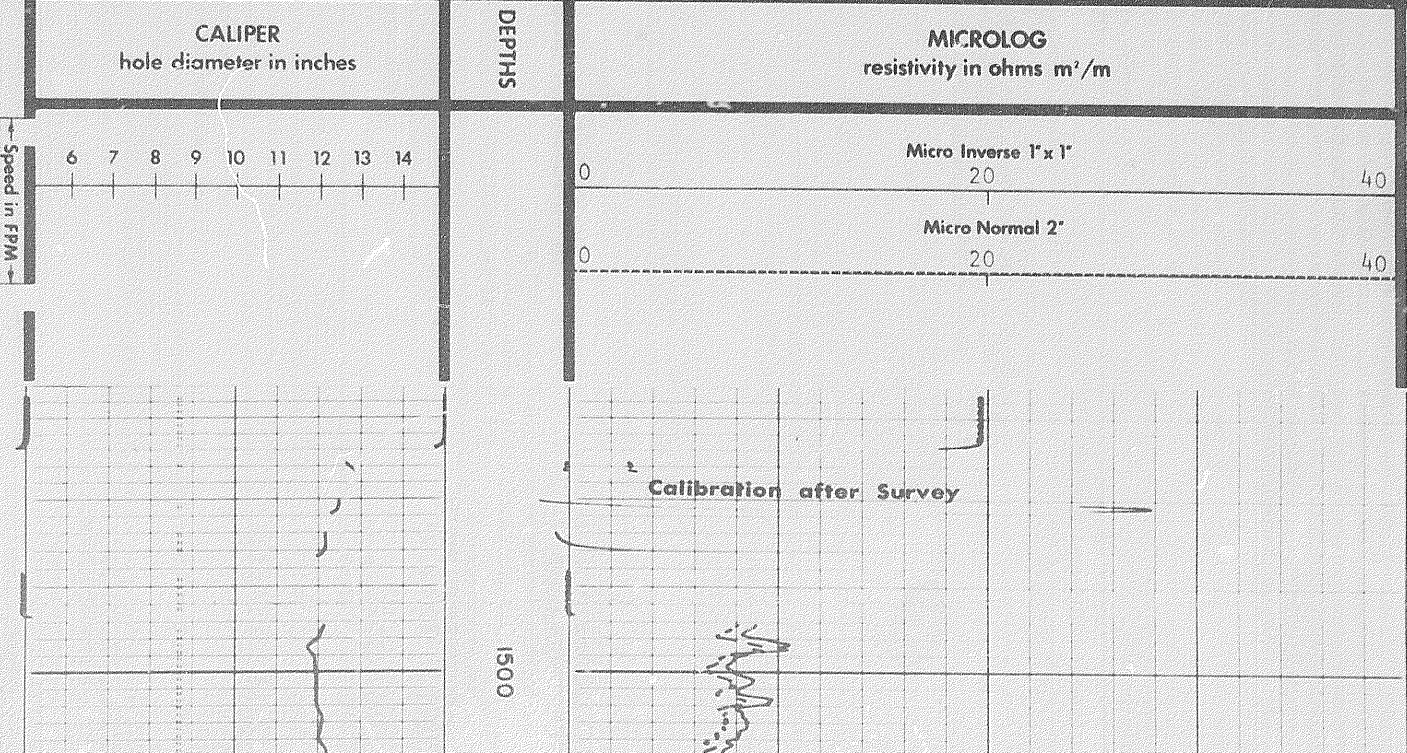 CALIPER
hole diameter in inches
DEPTHS
MICROLOG
resistivity in ohms m²/m
Speed in FPM
6 7 8 9 10 11 12 13 14
Micro Inverse 1" x 1"
0 20 40
Micro Normal 2"
0 20 40
Calibration after Survey
1500